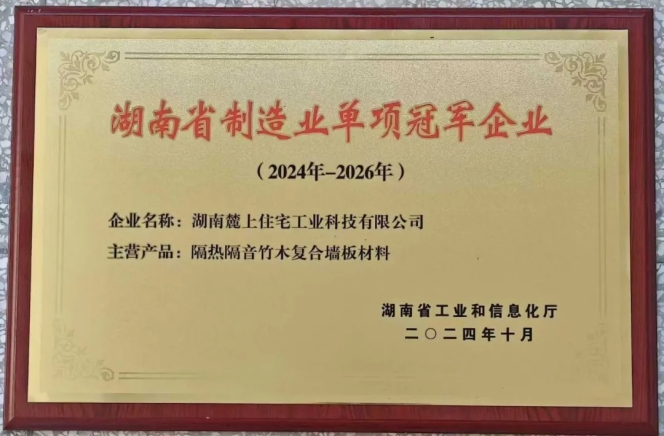 湖南省制造业单项冠军企业
（2024年-2026年）
企业名称：湖南麓上住宅工业科技有限公司
主营产品：隔热隔音竹木复合墙板材料
湖南省工业和信息化厅
二〇二四年十月